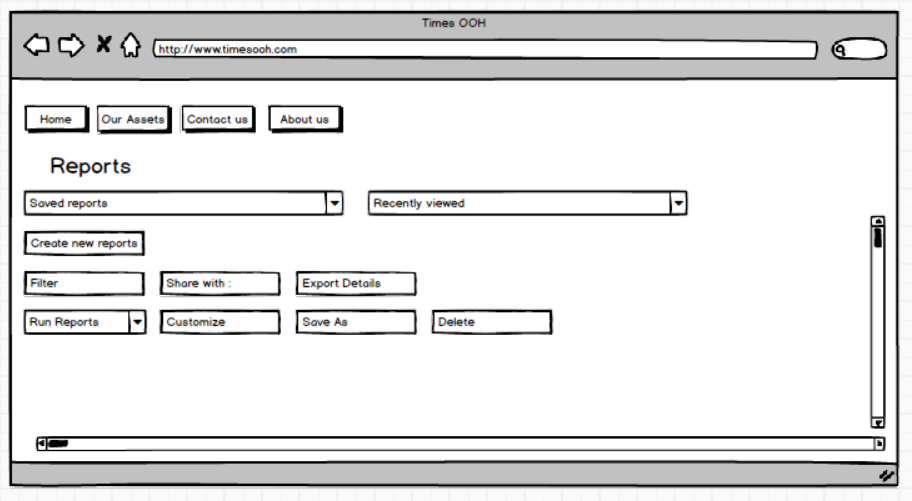 Times OOH
http://www.timesooh.com
Home Our Assets Contact us About us
Reports
Saved reports Recently viewed
Create new reports
Filter Share with : Export Details
Run Reports Customize Save As Delete